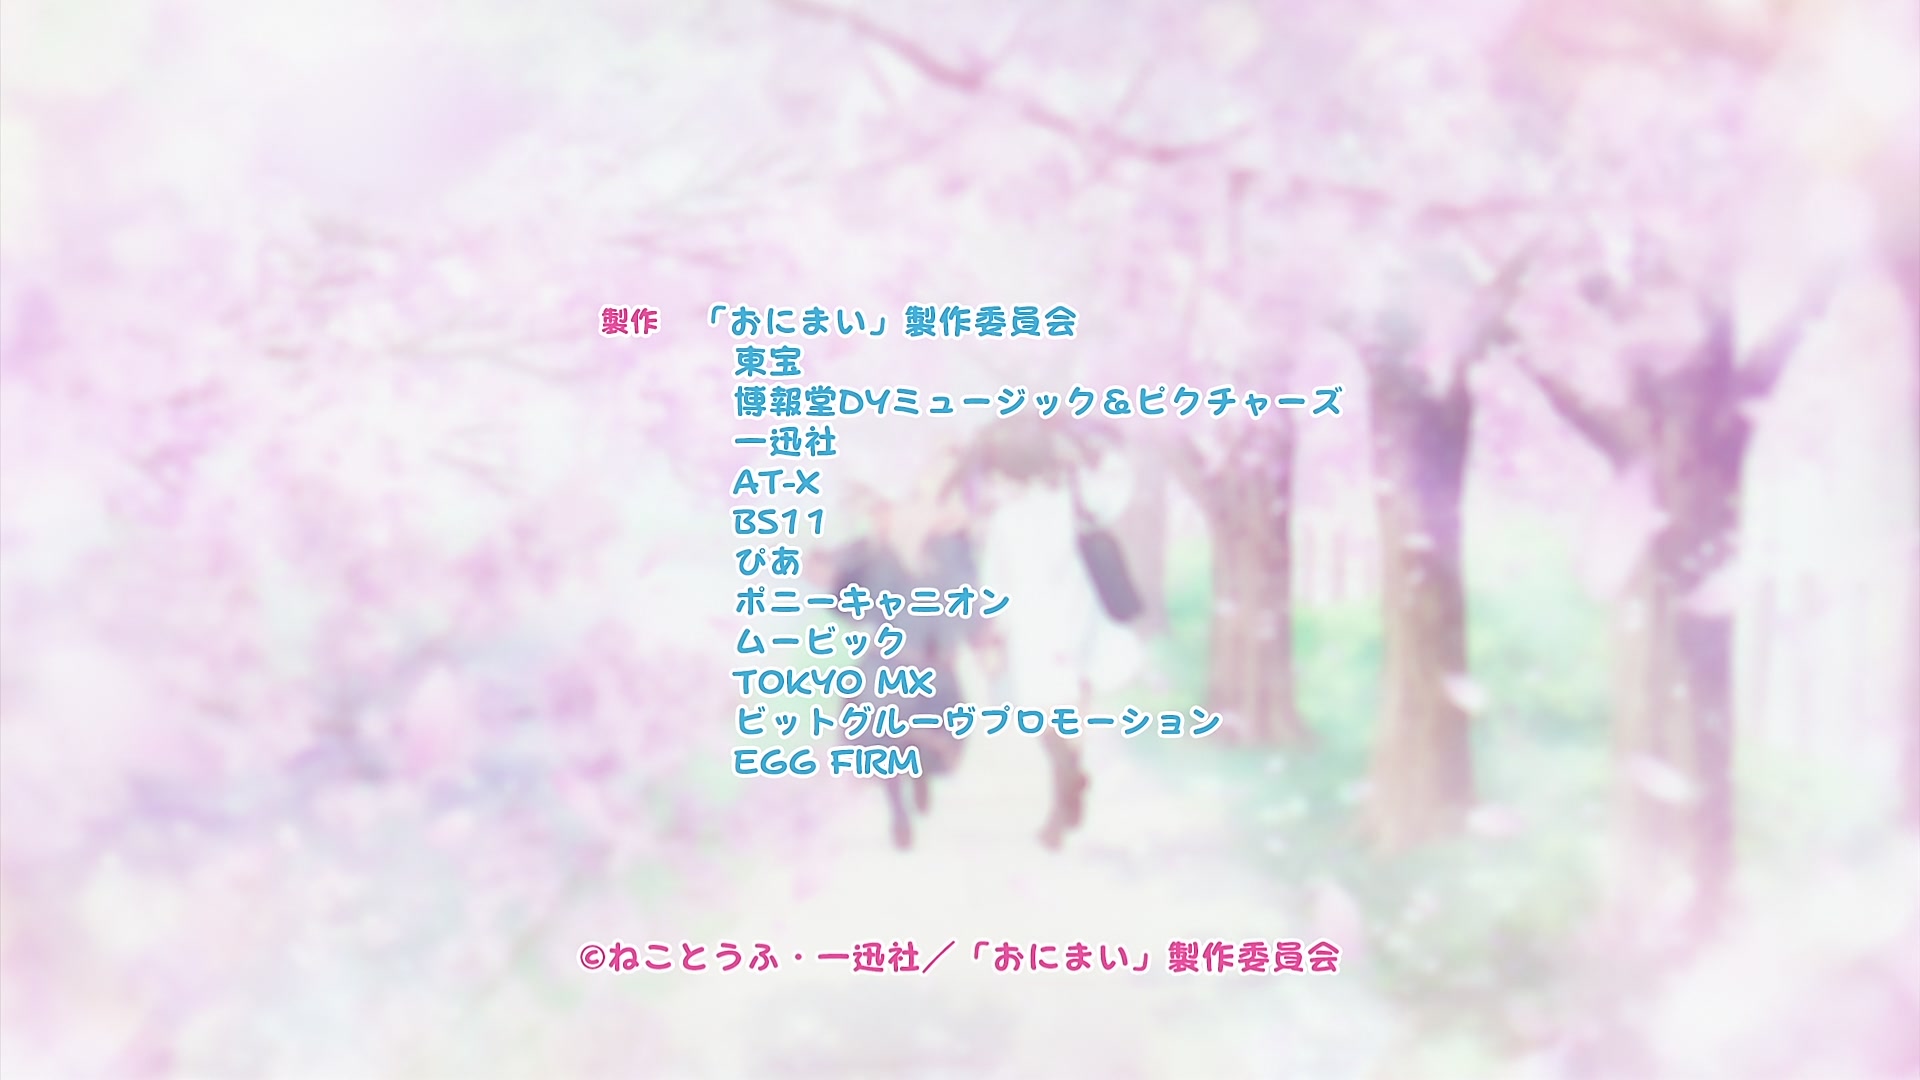 製作 「おにまい」製作委員会
東宝
博報堂DYミュージック&ピクチャーズ
一迅社
AT-X
BS11
ぴあ
ポニーキャニオン
ムービック
TOKYO MX
ビットグルーヴプロモーション
EGG FIRM
©ねことうふ・一迅社／「おにまい」製作委員会